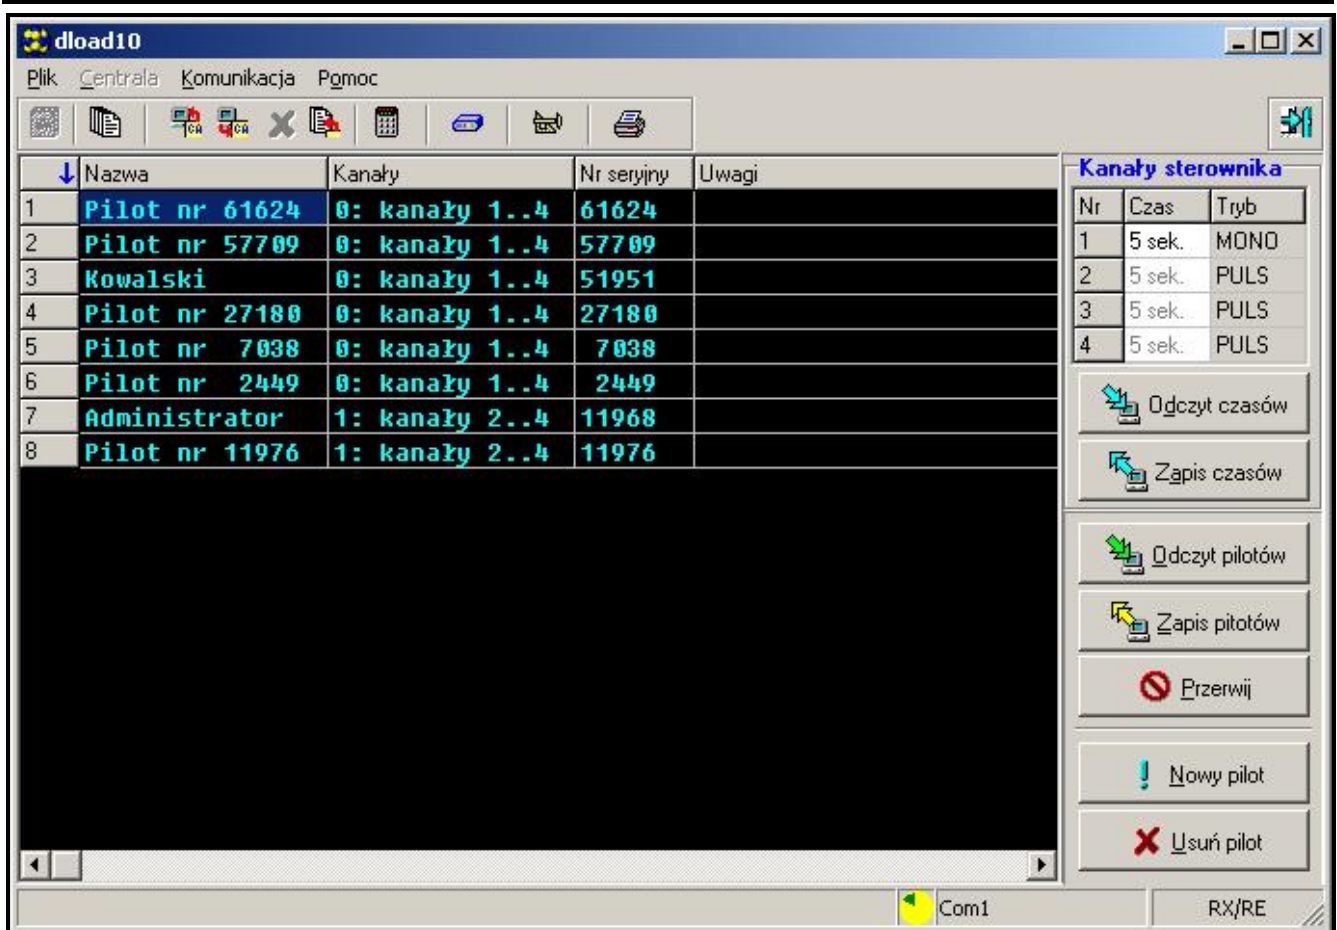 dload10
Plik Centrala Komunikacja Pomoc
CA CA
Nazwa Kanały Nr seryjny Uwagi
1 Pilot nr 61624 0: kanały 1..4 61624
2 Pilot nr 57709 0: kanały 1..4 57709
3 Kowalski 0: kanały 1..4 51951
4 Pilot nr 27180 0: kanały 1..4 27180
5 Pilot nr 7038 0: kanały 1..4 7038
6 Pilot nr 2449 0: kanały 1..4 2449
7 Administrator 1: kanały 2..4 11968
8 Pilot nr 11976 1: kanały 2..4 11976
Kanały sterownika
Nr Czas Tryb
1 5 sek. MONO
2 5 sek. PULS
3 5 sek. PULS
4 5 sek. PULS
Odczyt czasów
Zapis czasów
Odczyt pilotów
Zapis pitotów
Przerwij
Nowy pilot
Usuń pilot
Com1 RX/RE